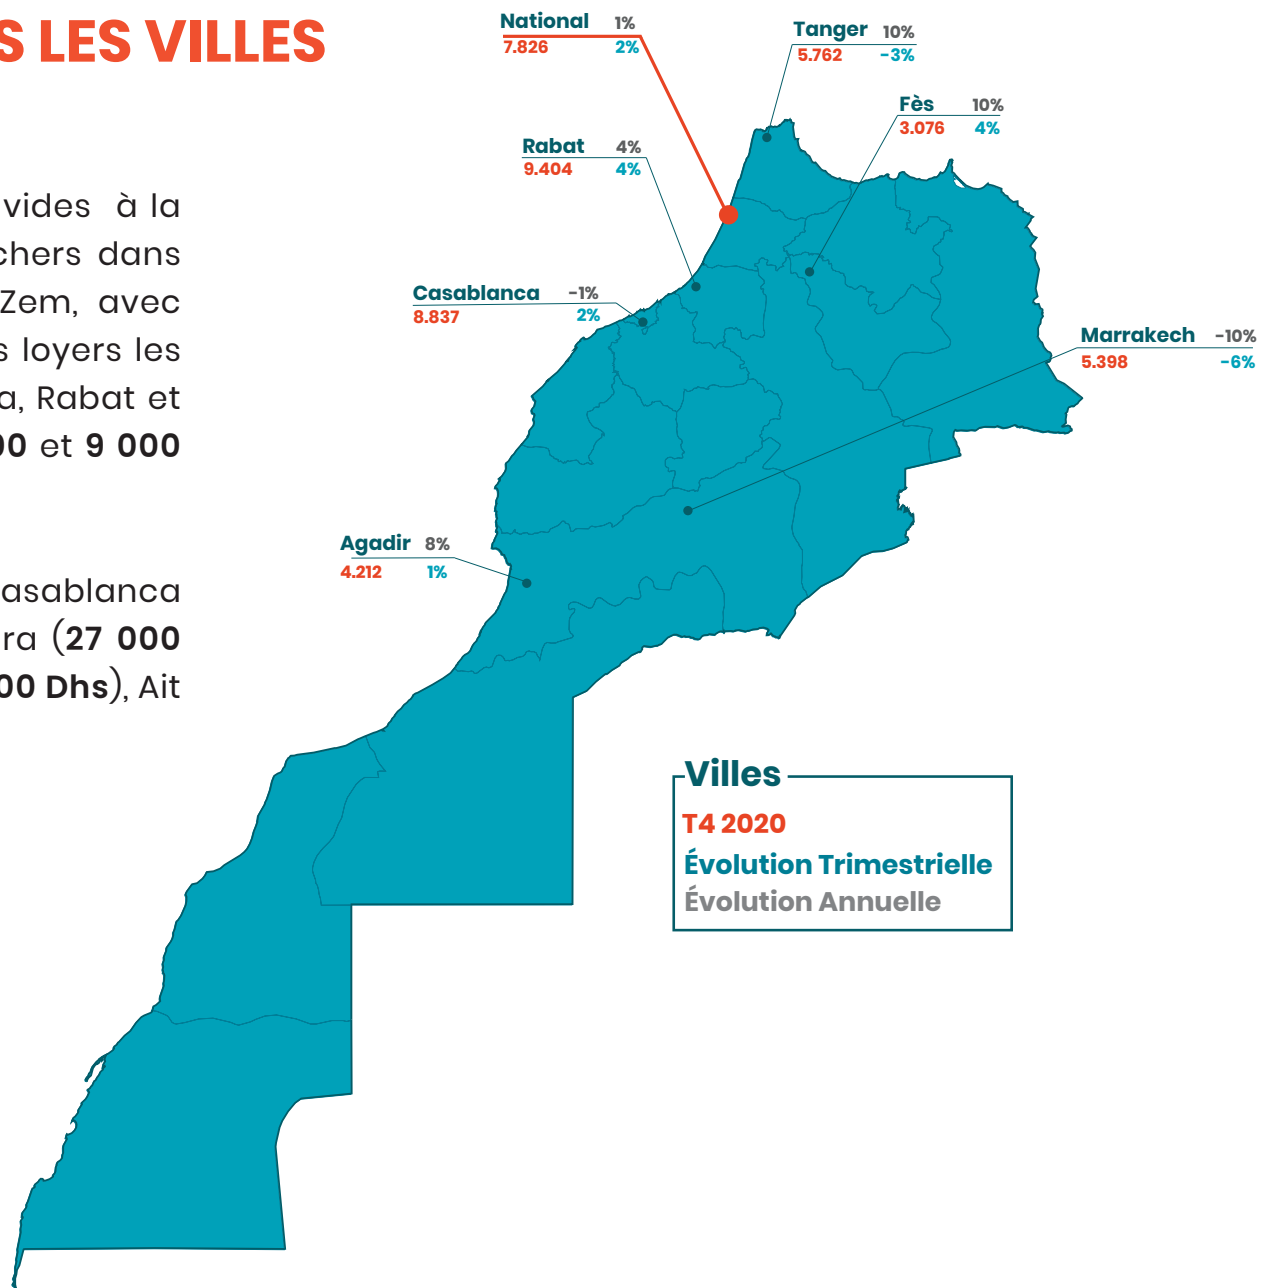 S LES VILLES
vides à la
chers dans
Zem, avec
s loyers les
a, Rabat et
00 et 9 000
asablanca
ra (27 000
00 Dhs), Ait
National 1%
7.826 2%
Tanger 10%
5.762 -3%
Fès 10%
3.076 4%
Rabat 4%
9.404 4%
Casablanca -1%
8.837 2%
Marrakech -10%
5.398 -6%
Agadir 8%
4.212 1%
Villes
T4 2020
Évolution Trimestrielle
Évolution Annuelle